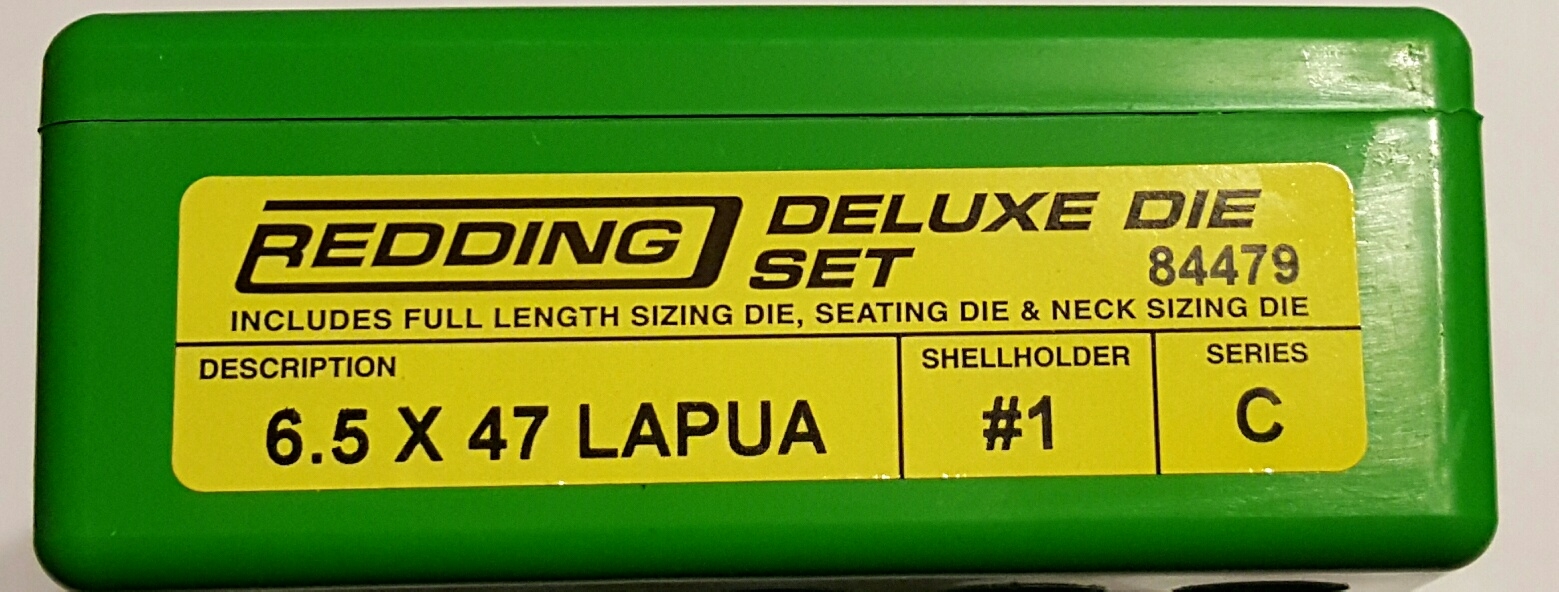 REDDING DELUXE DIE
SET 84479
INCLUDES FULL LENGTH SIZING DIE, SEATING DIE & NECK SIZING DIE
DESCRIPTION SHELLHOLDER SERIES
6.5 X 47 LAPUA #1 C